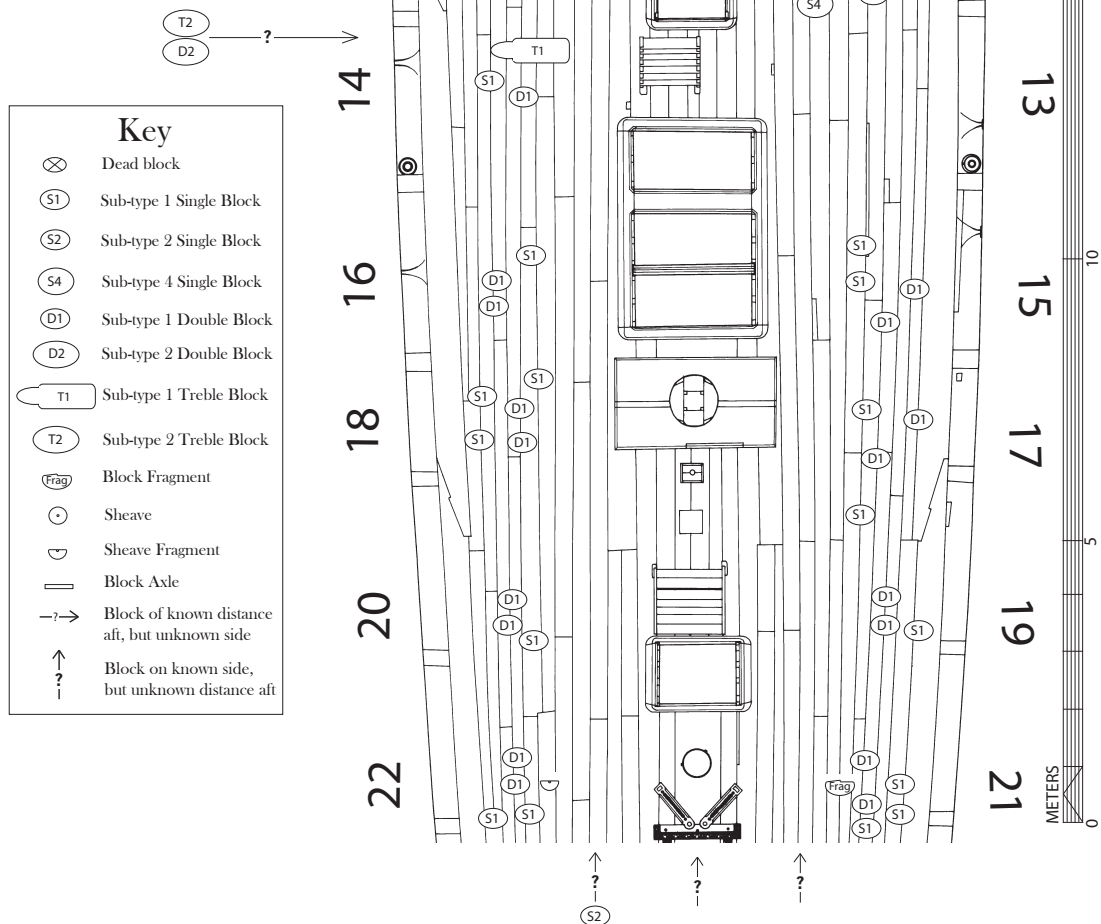 T2
D2
?
T1
S1
D1
S4
14
13
Key
Dead block
S1 Sub-type 1 Single Block
S2 Sub-type 2 Single Block
S4 Sub-type 4 Single Block
D1 Sub-type 1 Double Block
D2 Sub-type 2 Double Block
T1 Sub-type 1 Treble Block
T2 Sub-type 2 Treble Block
Frag Block Fragment
Sheave
Sheave Fragment
Block Axle
? Block of known distance
aft, but unknown side
? Block on known side,
but unknown distance aft
S1
D1
D1
16
S1
S1
D1
D1
15
10
S1
S1
D1
S1
D1
18
S1
D1
D1
S1
17
5
D1
D1
S1
20
D1
D1
S1
19
D1
D1
S1
S1
22
D1
Frag
S1
D1
S1
S1
21
METERS
0
?
?
?
S2